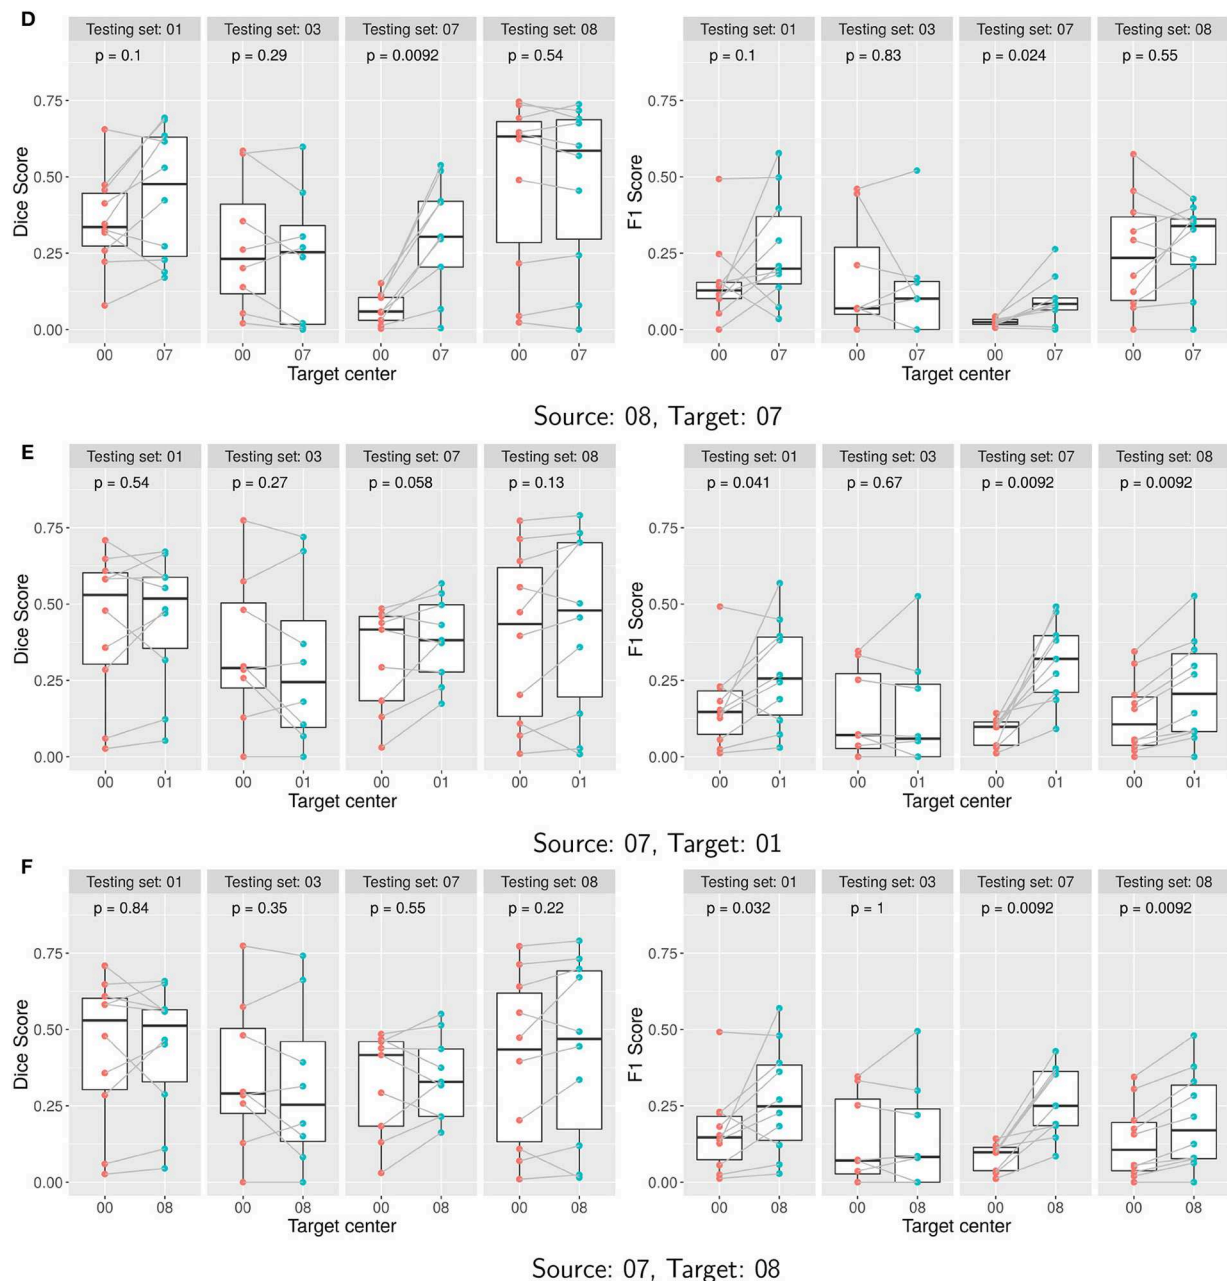 D
Testing set: 01 Testing set: 03 Testing set: 07 Testing set: 08 Testing set: 01 Testing set: 03 Testing set: 07 Testing set: 08
p = 0.1 p = 0.29 p = 0.0092 p = 0.54 p = 0.1 p = 0.83 p = 0.024 p = 0.55
0.75 0.75
0.50 0.50
Dice Score F1 Score
0.25 0.25
0.00 0.00
00 07 00 07 00 07 00 07 00 07 00 07 00 07 00 07
Target center Target center
Source: 08, Target: 07
E
Testing set: 01 Testing set: 03 Testing set: 07 Testing set: 08 Testing set: 01 Testing set: 03 Testing set: 07 Testing set: 08
p = 0.54 p = 0.27 p = 0.058 p = 0.13 p = 0.041 p = 0.67 p = 0.0092 p = 0.0092
0.75 0.75
0.50 0.50
Dice Score F1 Score
0.25 0.25
0.00 0.00
00 01 00 01 00 01 00 01 00 01 00 01 00 01 00 01
Target center Target center
Source: 07, Target: 01
F
Testing set: 01 Testing set: 03 Testing set: 07 Testing set: 08 Testing set: 01 Testing set: 03 Testing set: 07 Testing set: 08
p = 0.84 p = 0.35 p = 0.55 p = 0.22 p = 0.032 p = 1 p = 0.0092 p = 0.0092
0.75 0.75
0.50 0.50
Dice Score F1 Score
0.25 0.25
0.00 0.00
00 08 00 08 00 08 00 08 00 08 00 08 00 08 00 08
Target center Target center
Source: 07, Target: 08